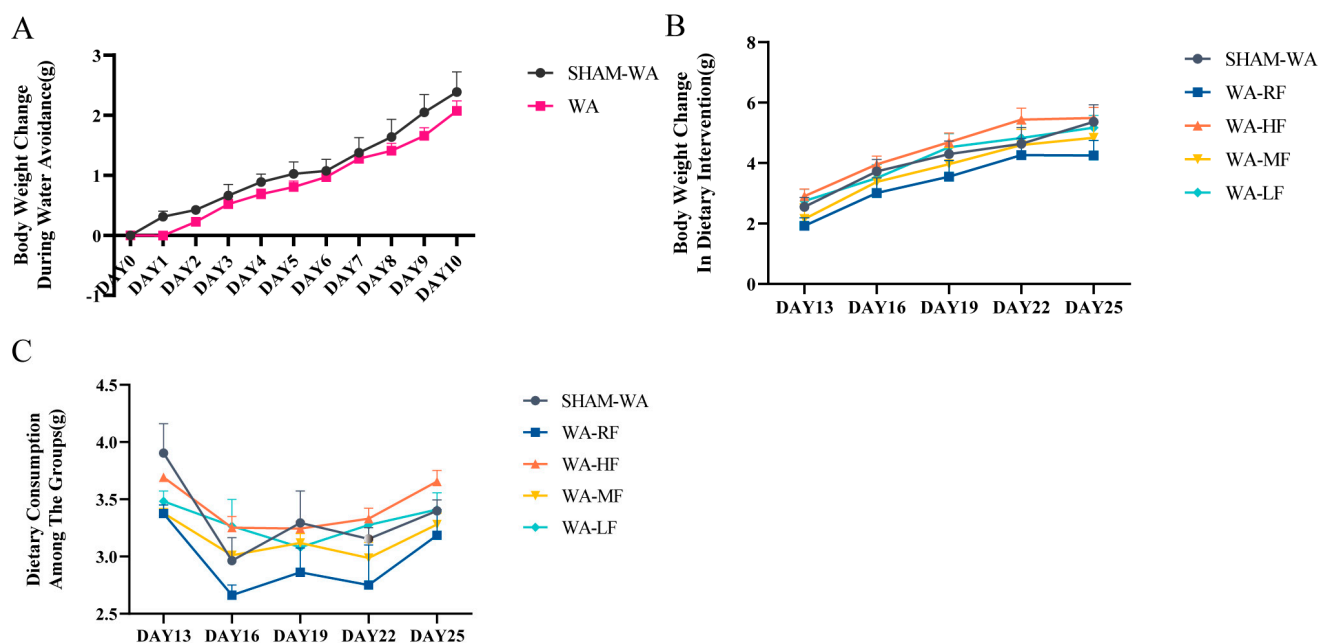 A
Body Weight Change
During Water Avoidance(g)
3
2
1
0
-1
DAY0
DAY1
DAY2
DAY3
DAY4
DAY5
DAY6
DAY7
DAY8
DAY9
DAY10
SHAM-WA
WA
B
Body Weight Change
In Dietary Intervention(g)
8
6
4
2
0
DAY13
DAY16
DAY19
DAY22
DAY25
SHAM-WA
WA-RF
WA-HF
WA-MF
WA-LF
C
Dietary Consumption
Among The Groups(g)
4.5
4.0
3.5
3.0
2.5
DAY13
DAY16
DAY19
DAY22
DAY25
SHAM-WA
WA-RF
WA-HF
WA-MF
WA-LF